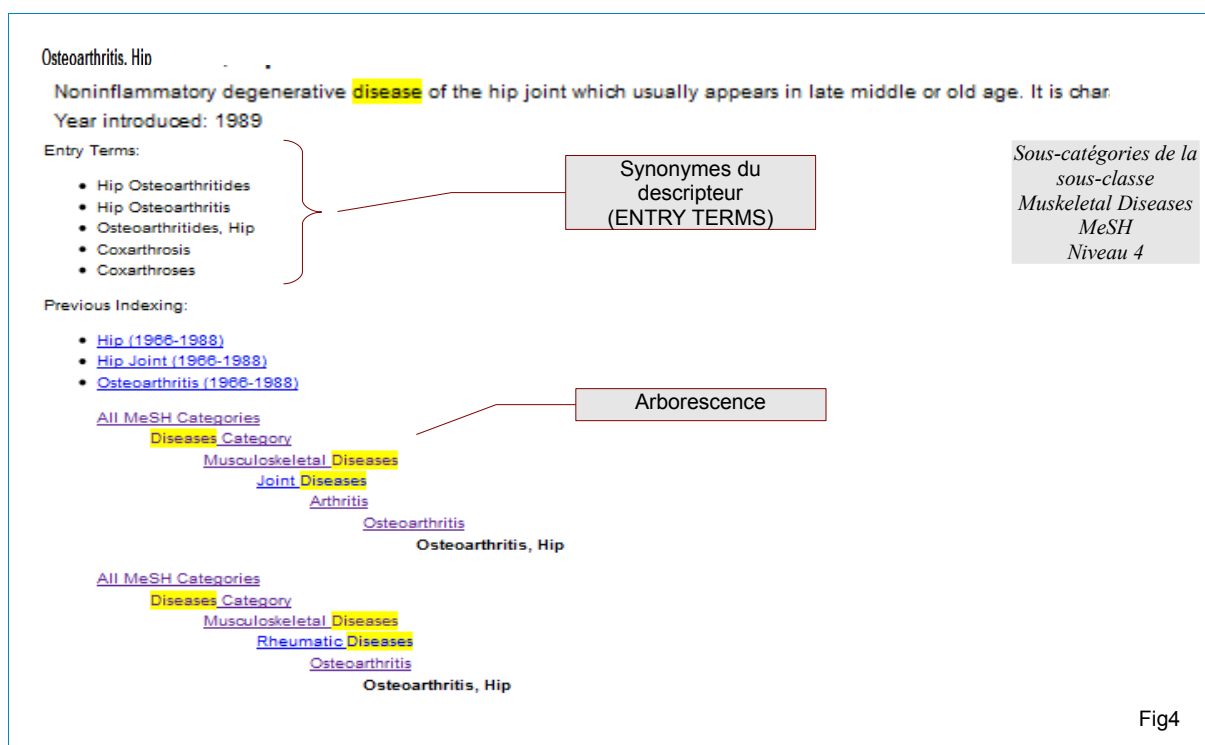 Osteoarthritis, Hip
Noninflammatory degenerative disease of the hip joint which usually appears in late middle or old age. It is char
Year introduced: 1989
Entry Terms:
Hip Osteoarthritides
Hip Osteoarthritis
Osteoarthritides, Hip
Coxarthrosis
Coxarthroses
Synonymes du
descripteur
(ENTRY TERMS)
Sous-catégories de la
sous-classe
Muskeletal Diseases
MeSH
Niveau 4
Previous Indexing:
Hip (1966-1988)
Hip Joint (1966-1988)
Osteoarthritis (1966-1988)
Arborescence
All MeSH Categories
Diseases Category
Musculoskeletal Diseases
Joint Diseases
Arthritis
Osteoarthritis
Osteoarthritis, Hip
All MeSH Categories
Diseases Category
Musculoskeletal Diseases
Rheumatic Diseases
Osteoarthritis
Osteoarthritis, Hip
Fig4